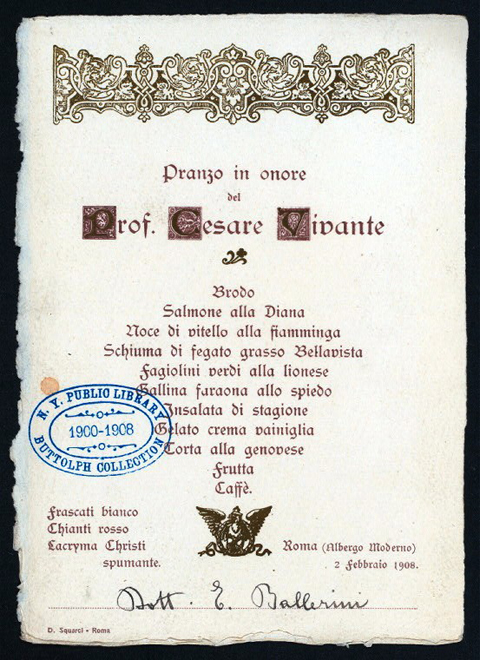 Pranzo in onore
del
Prof. Cesare Vivante
Brodo
Salmone alla Diana
Noce di vitello alla fiamminga
Schiuma di fegato grasso Bellavista
Fagiolini verdi alla lionese
Gallina faraona allo spiedo
Insalata di stagione
Gelato crema vainiglia
Torta alla genovese
Frutta
Caffè.
N. Y. PUBLIC LIBRARY
1900-1908
BUTTOLPH COLLECTION
Frascati bianco
Chianti rosso
Lacryma Christi
spumante.
Roma (Albergo Moderno)
2 Febbraio 1908.
Dott. E. Ballerini
D. Squarci - Roma